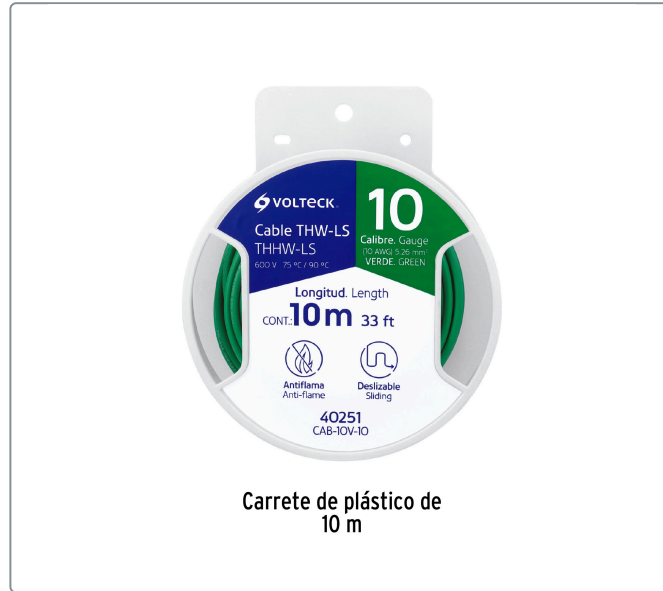 VOLTECK
Cable THW-LS
THHW-LS
600 V 75 °C / 90 °C
10
Calibre. Gauge
(10 AWG) 5.26 mm²
VERDE. GREEN
Longitud. Length
CONT.: 10 m 33 ft
Antiflama
Anti-flame
Deslizable
Sliding
40251
CAB-10V-10
Carrete de plástico de
10 m